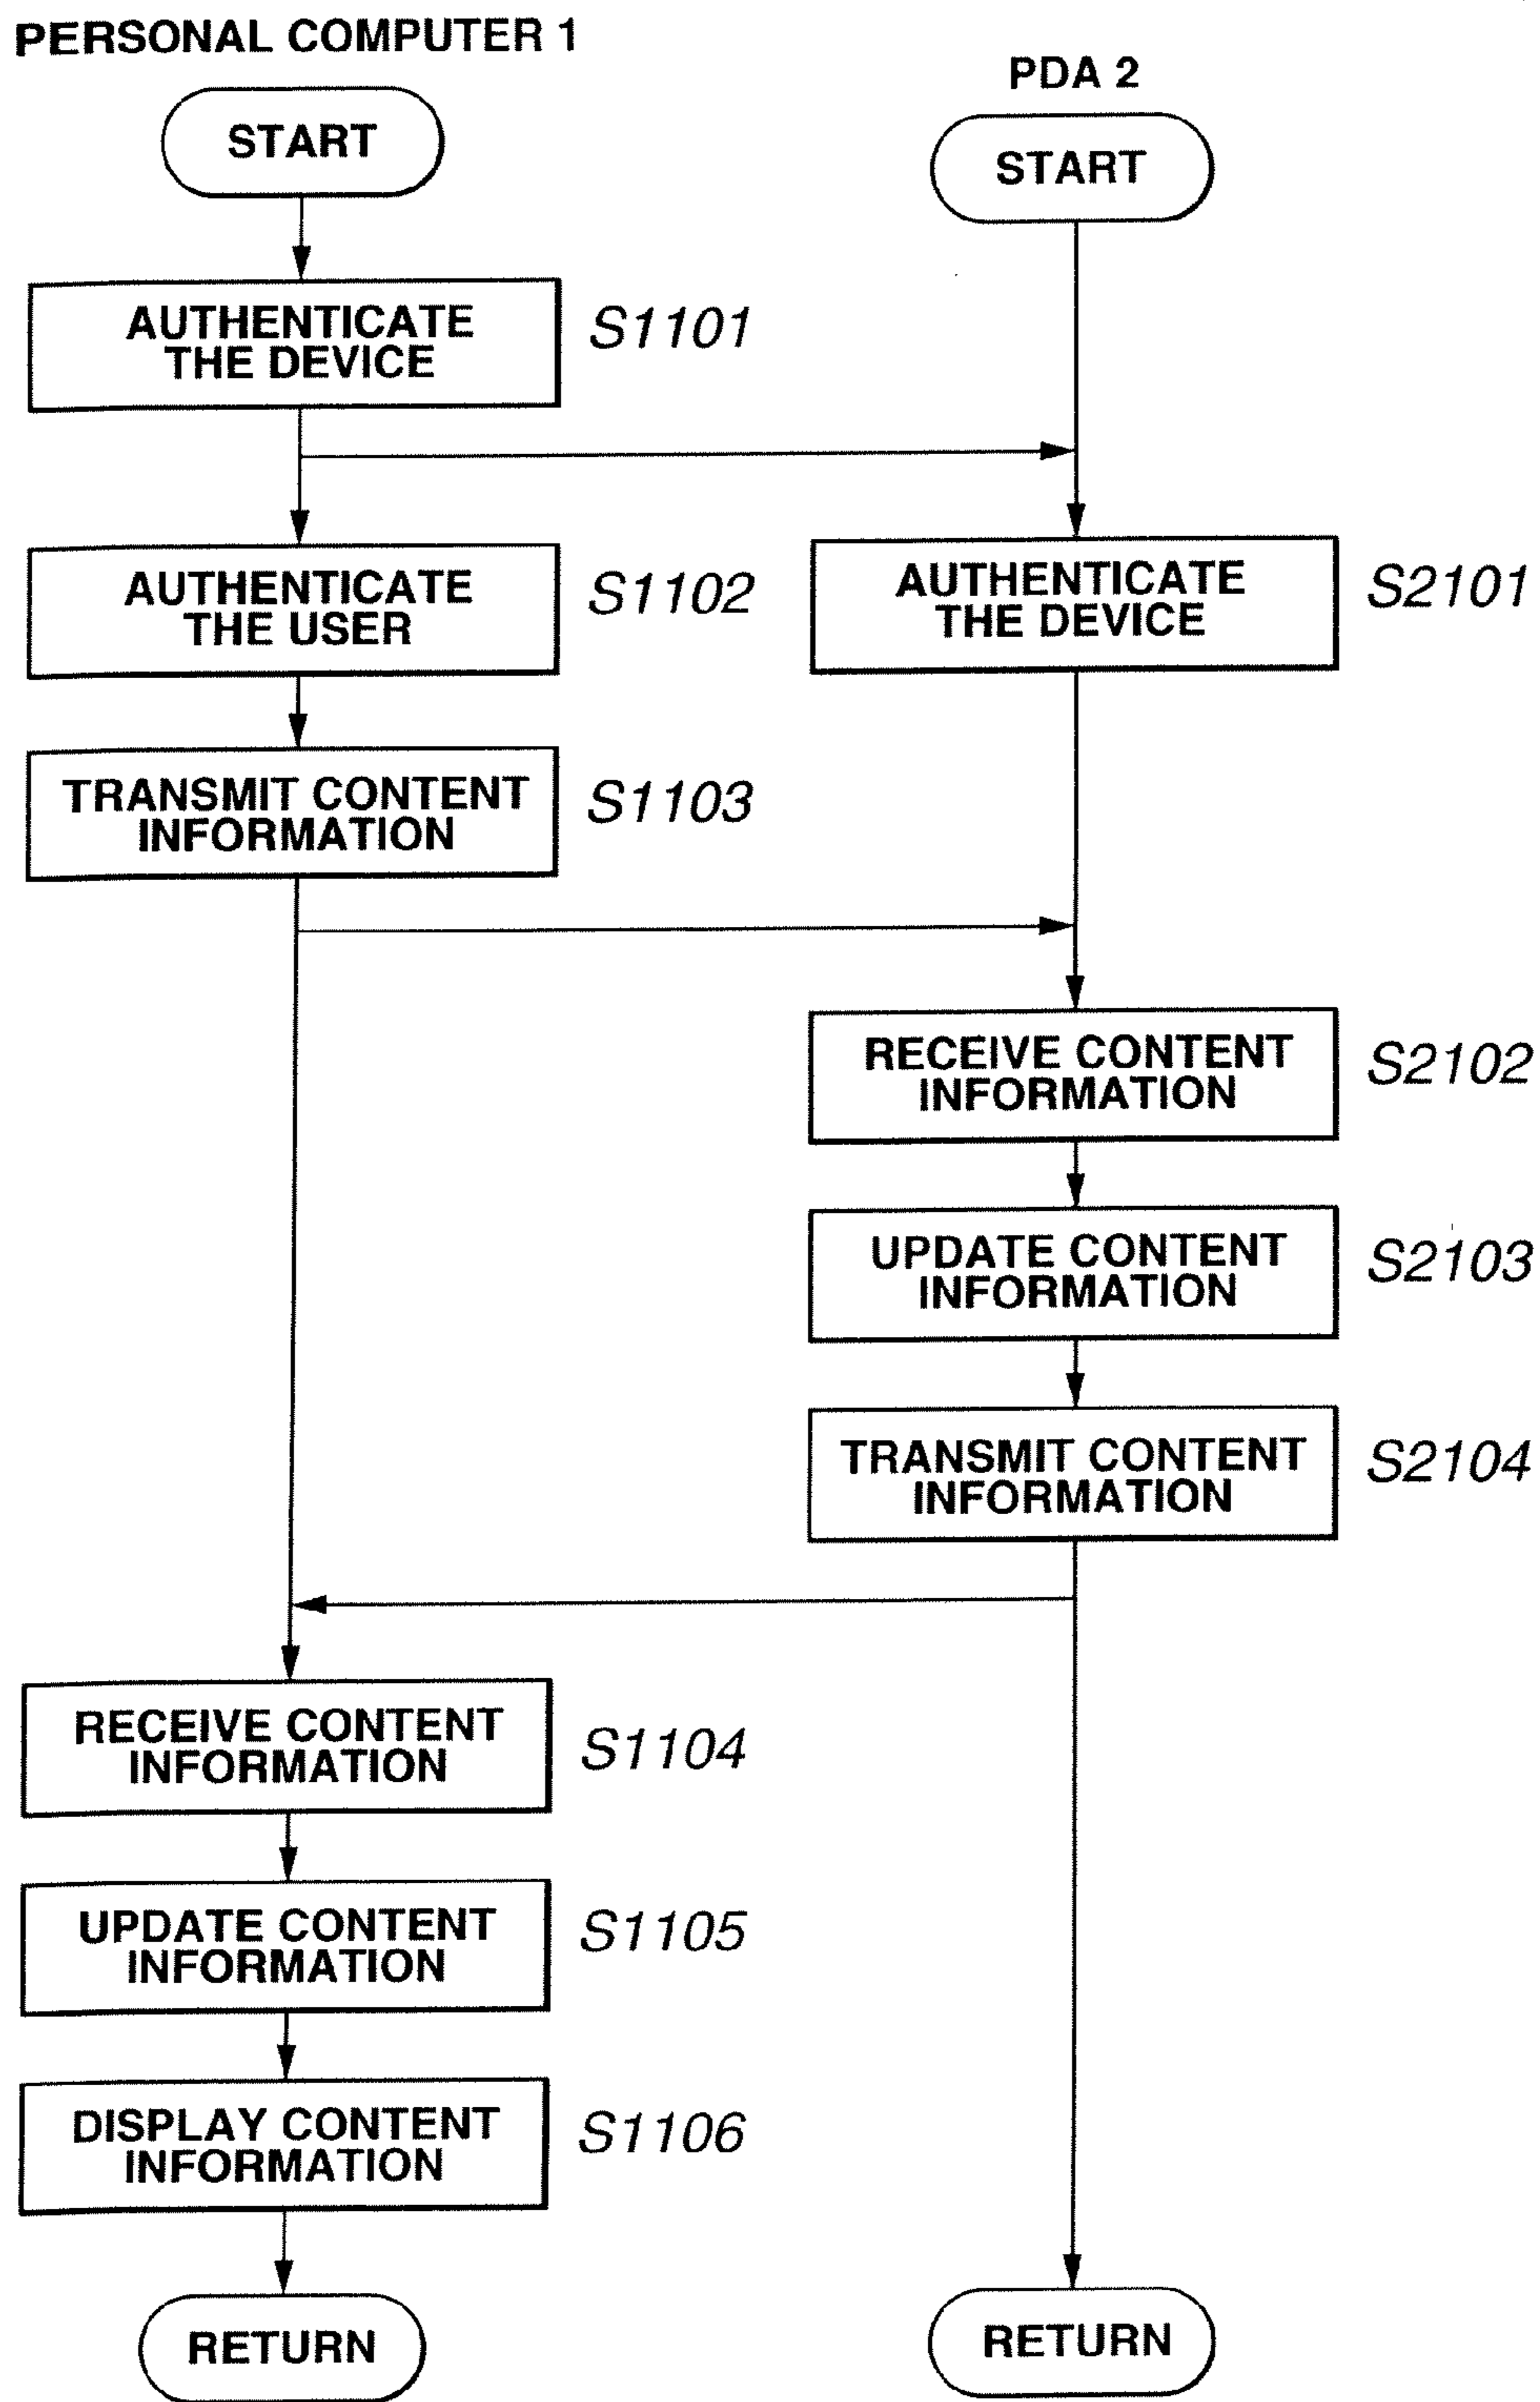 PERSONAL COMPUTER 1
PDA 2
START
START
AUTHENTICATE
THE DEVICE
S1101
AUTHENTICATE
THE USER
S1102
AUTHENTICATE
THE DEVICE
S2101
TRANSMIT CONTENT
INFORMATION
S1103
RECEIVE CONTENT
INFORMATION
S2102
UPDATE CONTENT
INFORMATION
S2103
TRANSMIT CONTENT
INFORMATION
S2104
RECEIVE CONTENT
INFORMATION
S1104
UPDATE CONTENT
INFORMATION
S1105
DISPLAY CONTENT
INFORMATION
S1106
RETURN
RETURN